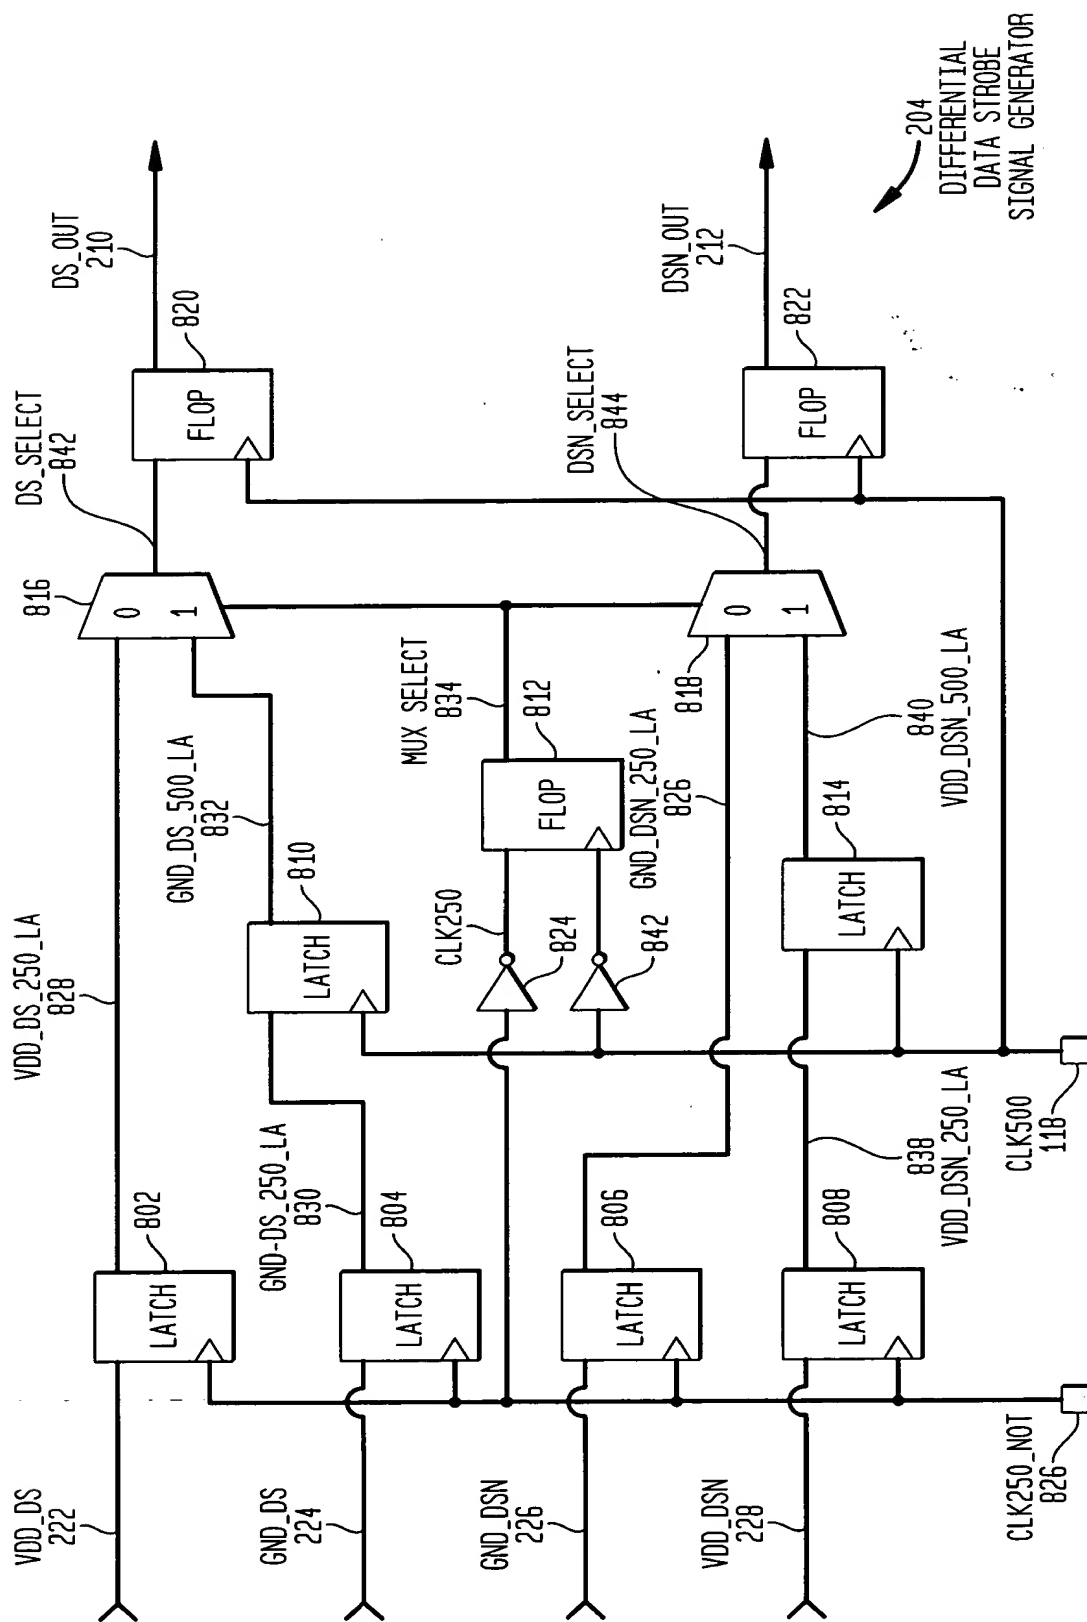 VDD_DS
222
GND_DS
224
GND_DSN
226
VDD_DSN
228
CLK250_NOT
826
LATCH
802
LATCH
804
LATCH
806
LATCH
808
VDD_DS_250_LA
828
GND-DS_250_LA
830
838
VDD_DSN_250_LA
CLK500
118
LATCH
810
GND_DS_500_LA
832
CLK250
824
842
FLOP
812
MUX SELECT
834
GND_DSN_250_LA
826
LATCH
814
840
VDD_DSN_500_LA
816
0
1
818
0
1
DS_SELECT
842
DSN_SELECT
844
FLOP
820
FLOP
822
DS_OUT
210
DSN_OUT
212
204
DIFFERENTIAL
DATA STROBE
SIGNAL GENERATOR